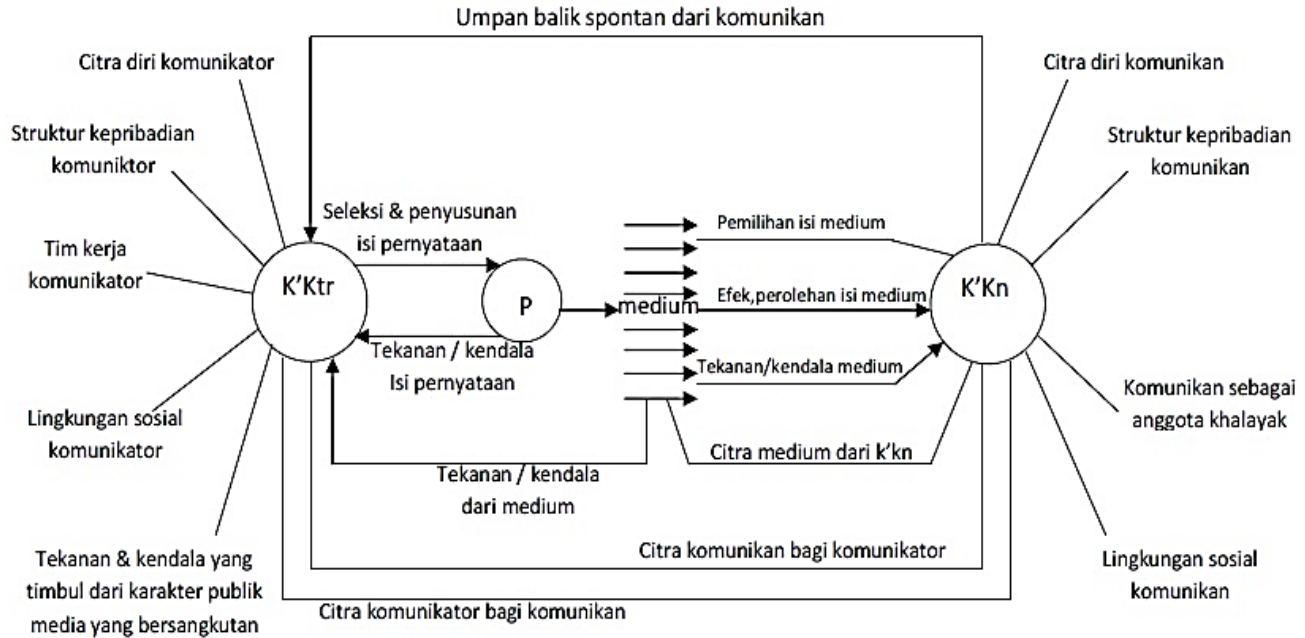 Umpan balik spontan dari komunikan
Citra diri komunikator
Citra diri komunikan
Struktur kepribadian
komuniktor
Struktur kepribadian
komunikan
Seleksi & penyusunan
isi pernyataan
Pemilihan isi medium
Tim kerja
komunikator
K'Ktr
P
medium
Efek,perolehan isi medium
K'Kn
Tekanan / kendala
Isi pernyataan
Tekanan/kendala medium
Lingkungan sosial
komunikator
Komunikan sebagai
anggota khalayak
Citra medium dari k'kn
Tekanan / kendala
dari medium
Tekanan & kendala yang
timbul dari karakter publik
media yang bersangkutan
Citra komunikan bagi komunikator
Lingkungan sosial
komunikan
Citra komunikator bagi komunikan